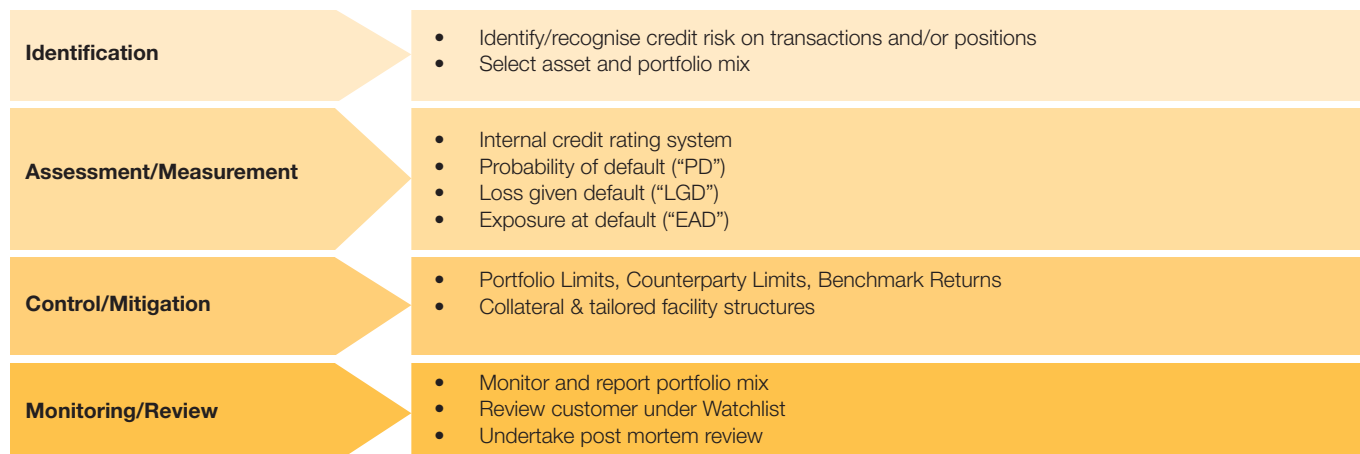 Identification
• Identify/recognise credit risk on transactions and/or positions
• Select asset and portfolio mix
Assessment/Measurement
• Internal credit rating system
• Probability of default (“PD”)
• Loss given default (“LGD”)
• Exposure at default (“EAD”)
Control/Mitigation
• Portfolio Limits, Counterparty Limits, Benchmark Returns
• Collateral & tailored facility structures
Monitoring/Review
• Monitor and report portfolio mix
• Review customer under Watchlist
• Undertake post mortem review